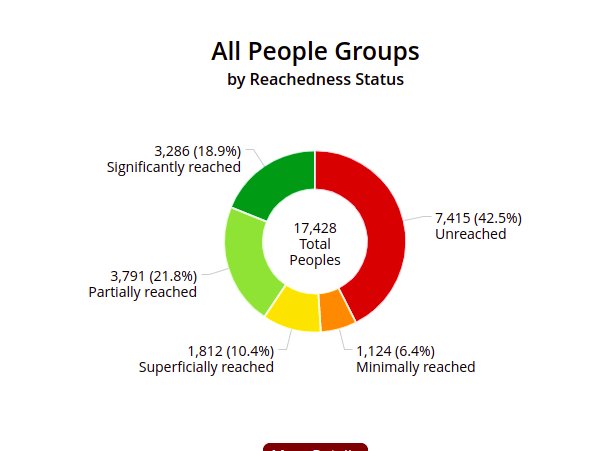 All People Groups
by Reachedness Status
3,286 (18.9%)
Significantly reached
7,415 (42.5%)
Unreached
17,428
Total
Peoples
3,791 (21.8%)
Partially reached
1,812 (10.4%)
Superficially reached
1,124 (6.4%)
Minimally reached